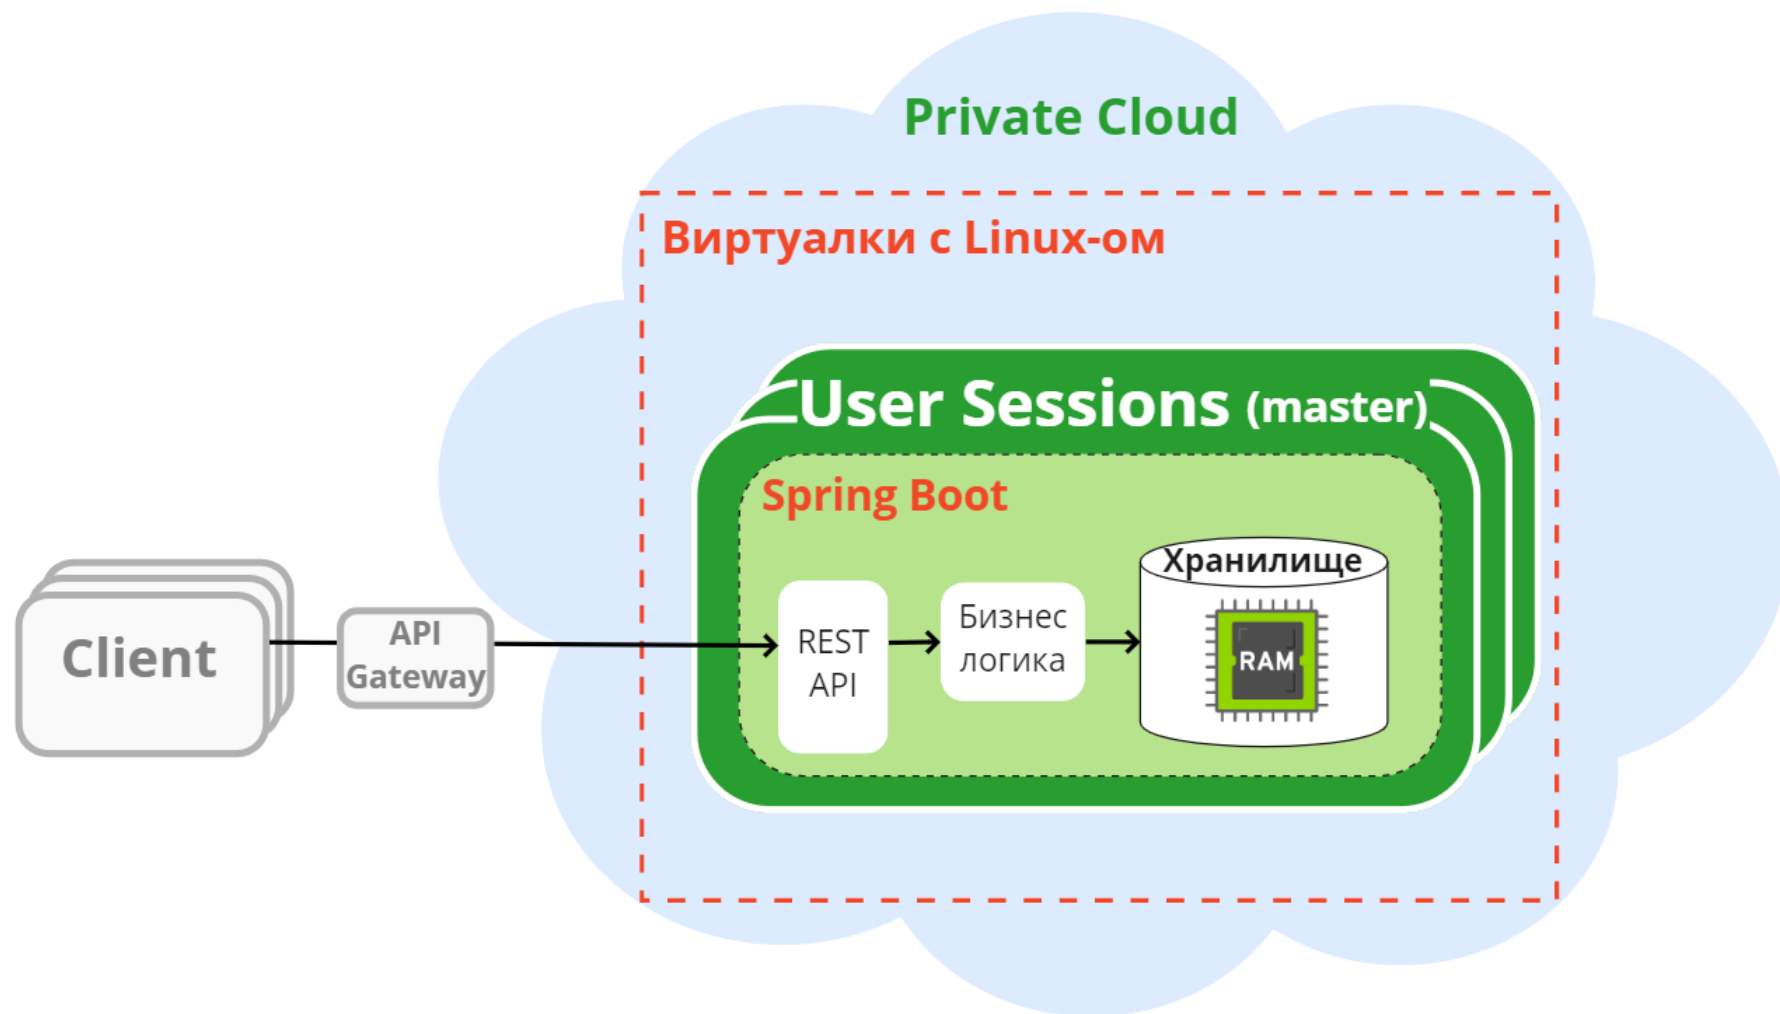 Private Cloud
Виртуалки с Linux-ом
User Sessions (master)
Spring Boot
Client
API
Gateway
REST
API
Бизнес
логика
Хранилище
RAM